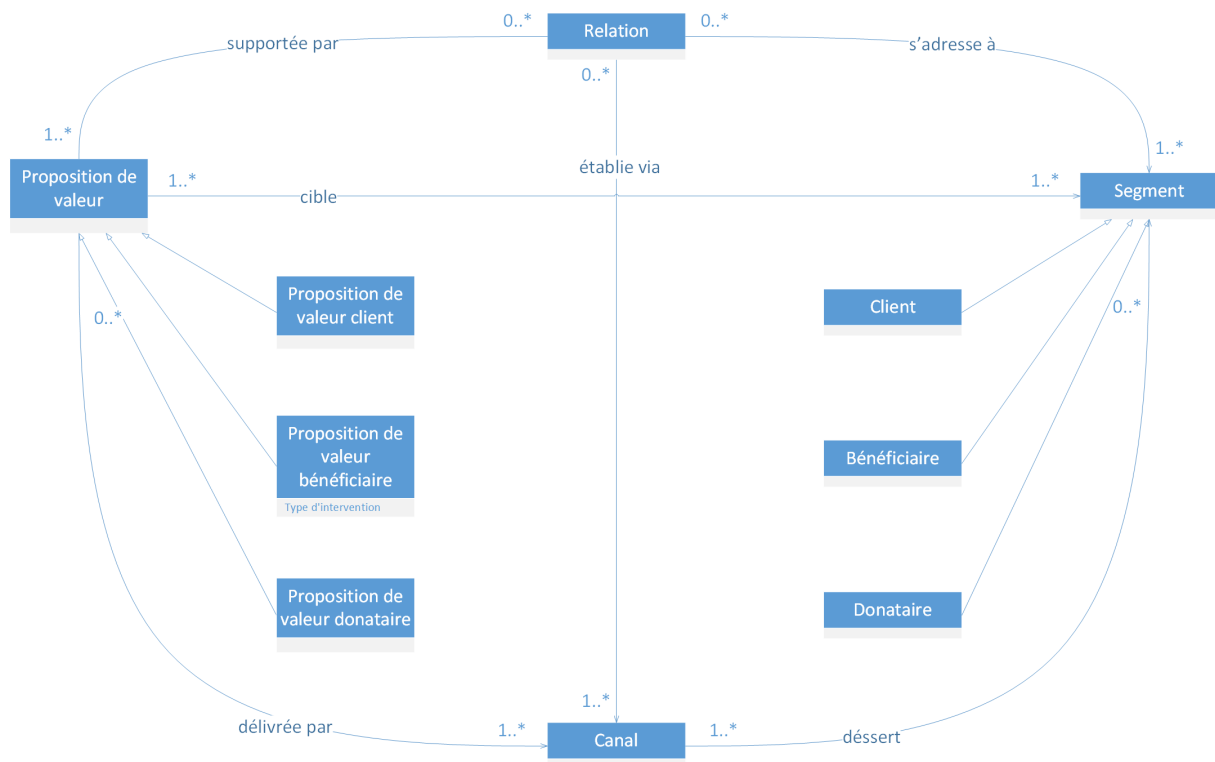 0..*
Relation
0..*
supportée par
s’adresse à
0..*
1..*
1..*
établie via
Proposition de
valeur
1..*
cible
1..*
Segment
Proposition de
valeur client
Client
0..*
0..*
Proposition de
valeur
bénéficiaire
Type d'intervention
Bénéficiaire
Proposition de
valeur donataire
Donataire
1..*
délivrée par
1..*
Canal
1..*
déssert